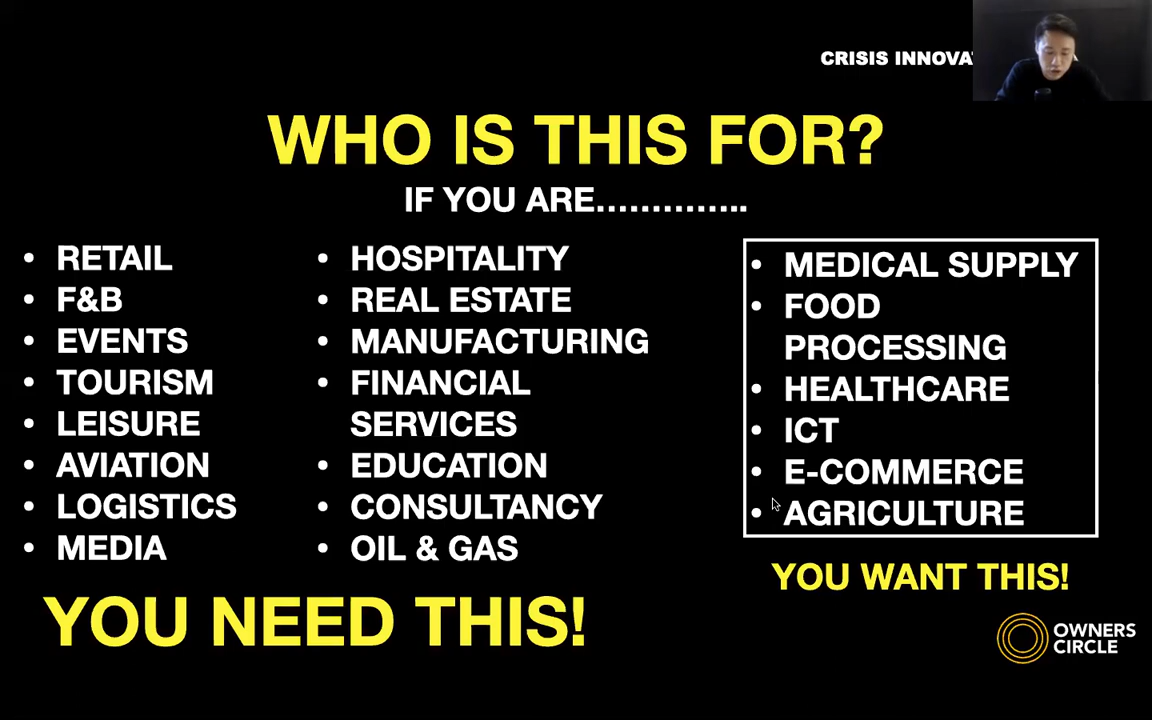 CRISIS INNOVA
WHO IS THIS FOR?
IF YOU ARE...............
• RETAIL
• F&B
• EVENTS
• TOURISM
• LEISURE
• AVIATION
• LOGISTICS
• MEDIA
• HOSPITALITY
• REAL ESTATE
• MANUFACTURING
• FINANCIAL
SERVICES
• EDUCATION
• CONSULTANCY
• OIL & GAS
YOU NEED THIS!
• MEDICAL SUPPLY
• FOOD
PROCESSING
• HEALTHCARE
• ICT
• E-COMMERCE
• AGRICULTURE
YOU WANT THIS!
OWNERS
CIRCLE